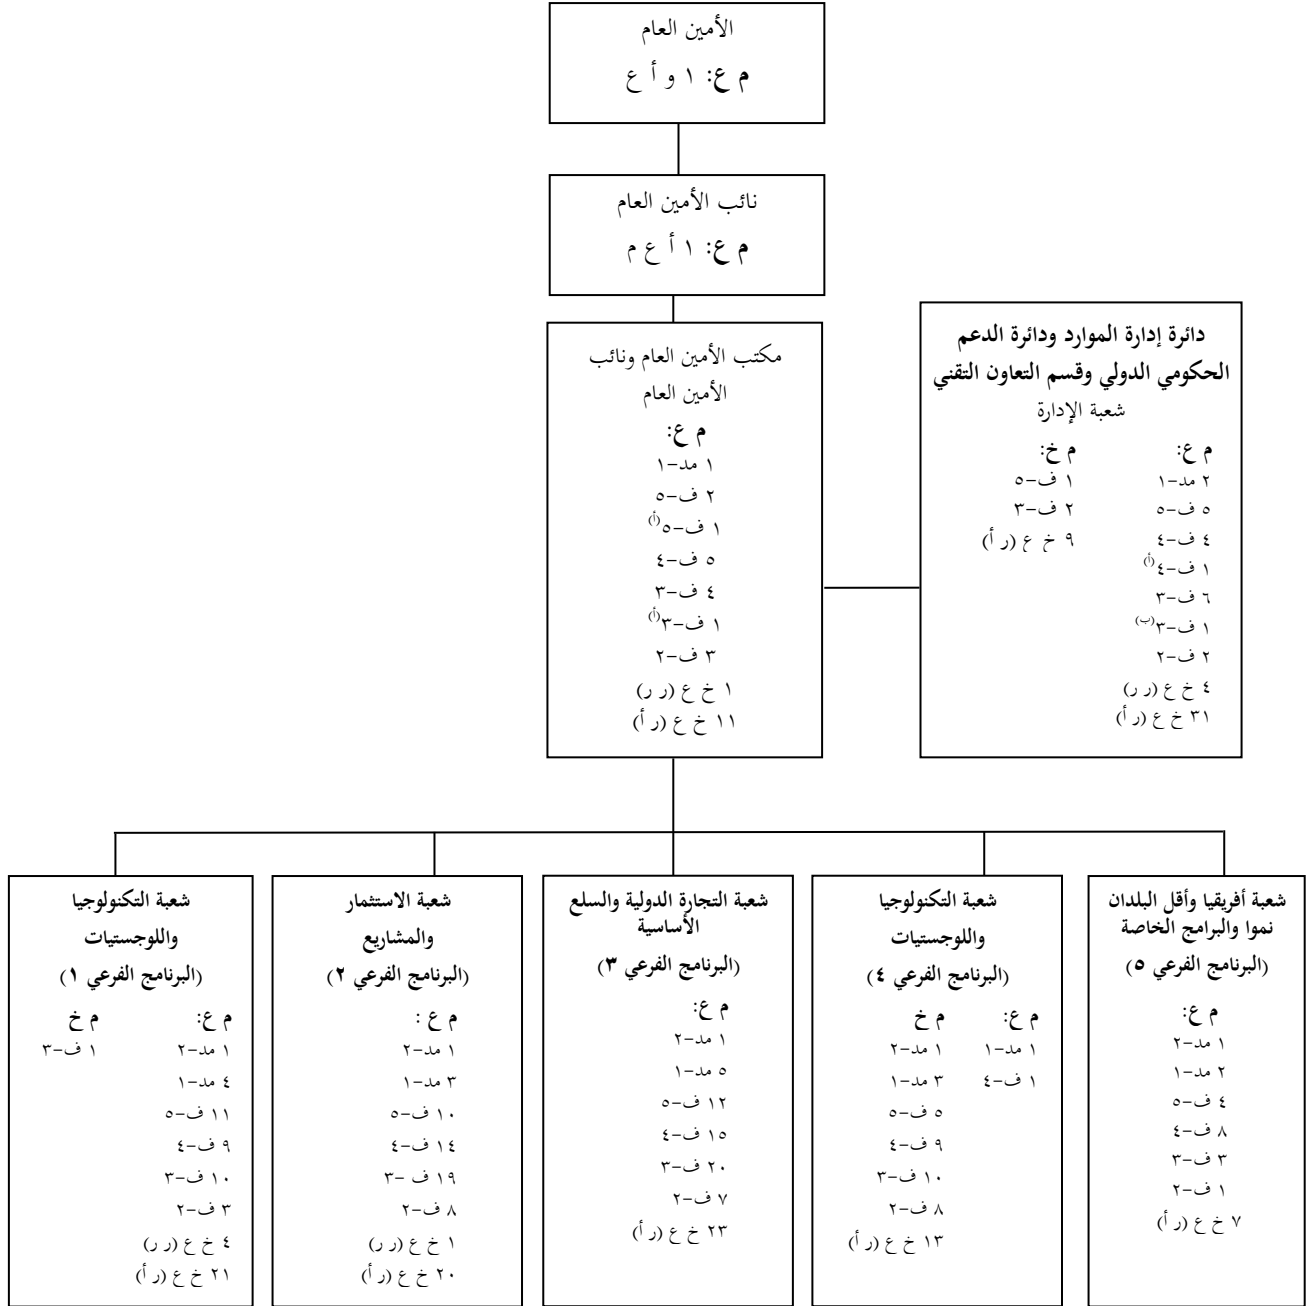 الأمين العام
م ع: ١ و أ ع
نائب الأمين العام
م ع: ١ أ ع م
مكتب الأمين العام ونائب
الأمين العام
م ع:
١ مد-١
٢ ف-٥
١ ف-٥(أ)
٥ ف-٤
٤ ف-٣
١ ف-٣(أ)
٣ ف-٢
١ خ ع (ر ر)
١١ خ ع (ر أ)
دائرة إدارة الموارد ودائرة الدعم
الحكومي الدولي وقسم التعاون التقني
شعبة الإدارة
م ع:
٢ مد-١
٥ ف-٥
٤ ف-٤
١ ف-٤(أ)
٦ ف-٣
١ ف-٣(ب)
٢ ف-٢
٤ خ ع (ر ر)
٣١ خ ع (ر أ)
م خ:
١ ف-٥
٢ ف-٣
٩ خ ع (ر أ)
شعبة أفريقيا وأقل البلدان
نموا والبرامج الخاصة
(البرنامج الفرعي ٥)
م ع:
١ مد-٢
٢ مد-١
٤ ف-٥
٨ ف-٤
٣ ف-٣
١ ف-٢
٧ خ ع (ر أ)
شعبة التكنولوجيا
واللوجستيات
(البرنامج الفرعي ٤)
م ع:
١ مد-١
١ ف-٤
م خ
١ مد-٢
٣ مد-١
٥ ف-٥
٩ ف-٤
١٠ ف-٣
٨ ف-٢
١٣ خ ع (ر أ)
شعبة التجارة الدولية والسلع
الأساسية
(البرنامج الفرعي ٣)
م ع:
١ مد-٢
٥ مد-١
١٢ ف-٥
١٥ ف-٤
٢٠ ف-٣
٧ ف-٢
٢٣ خ ع (ر أ)
شعبة الاستثمار
والمشاريع
(البرنامج الفرعي ٢)
م ع :
١ مد-٢
٣ مد-١
١٠ ف-٥
١٤ ف-٤
١٩ ف -٣
٨ ف-٢
١ خ ع (ر ر)
٢٠ خ ع (ر أ)
شعبة التكنولوجيا
واللوجستيات
(البرنامج الفرعي ١)
م ع:
١ مد-٢
٤ مد-١
١١ ف-٥
٩ ف-٤
١٠ ف-٣
٣ ف-٢
٤ خ ع (ر ر)
٢١ خ ع (ر أ)
م خ
١ ف-٣